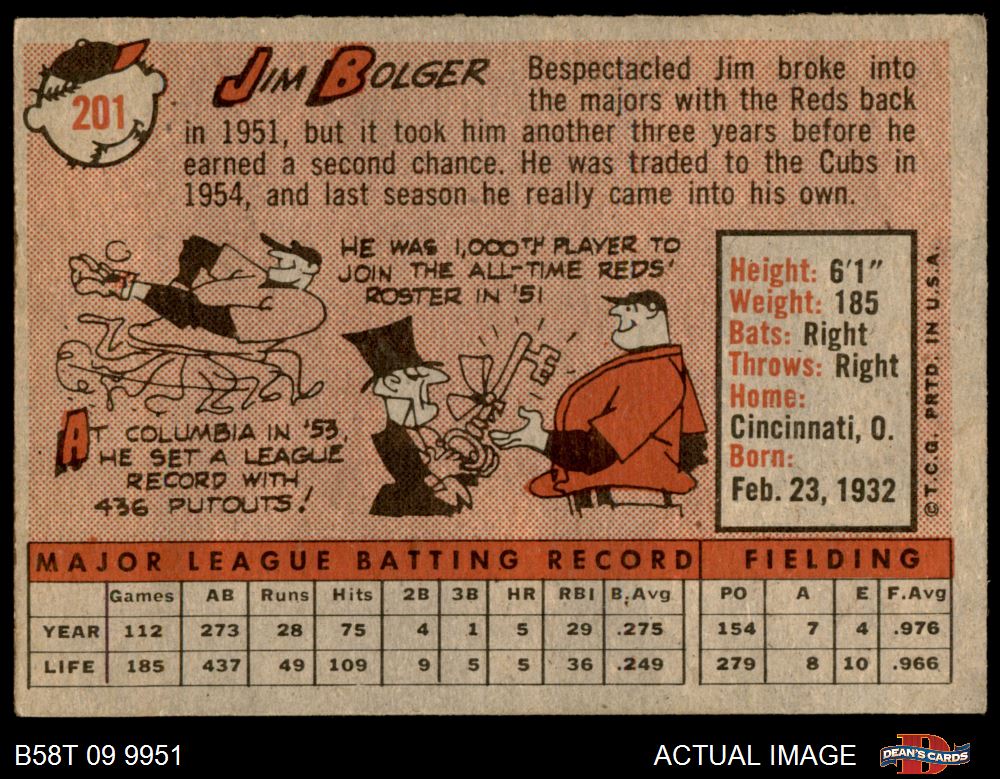 201
JIM BOLGER
Bespectacled Jim broke into
the majors with the Reds back
in 1951, but it took him another three years before he
earned a second chance. He was traded to the Cubs in
1954, and last season he really came into his own.
HE WAS 1,000TH PLAYER TO
JOIN THE ALL-TIME REDS'
ROSTER IN '51
AT COLUMBIA IN '53,
HE SET A LEAGUE
RECORD WITH
436 PUTOUTS!
Height: 6'1"
Weight: 185
Bats: Right
Throws: Right
Home:
Cincinnati, O.
Born:
Feb. 23, 1932
©T.C.G. PRTD. IN U.S.A.
MAJOR LEAGUE BATTING RECORD FIELDING
Games AB Runs Hits 2B 3B HR RBI B.Avg PO A E F.Avg
YEAR 112 273 28 75 4 1 5 29 .275 154 7 4 .976
LIFE 185 437 49 109 9 5 5 36 .249 279 8 10 .966
B58T 09 9951 ACTUAL IMAGE DEAN'S CARDS